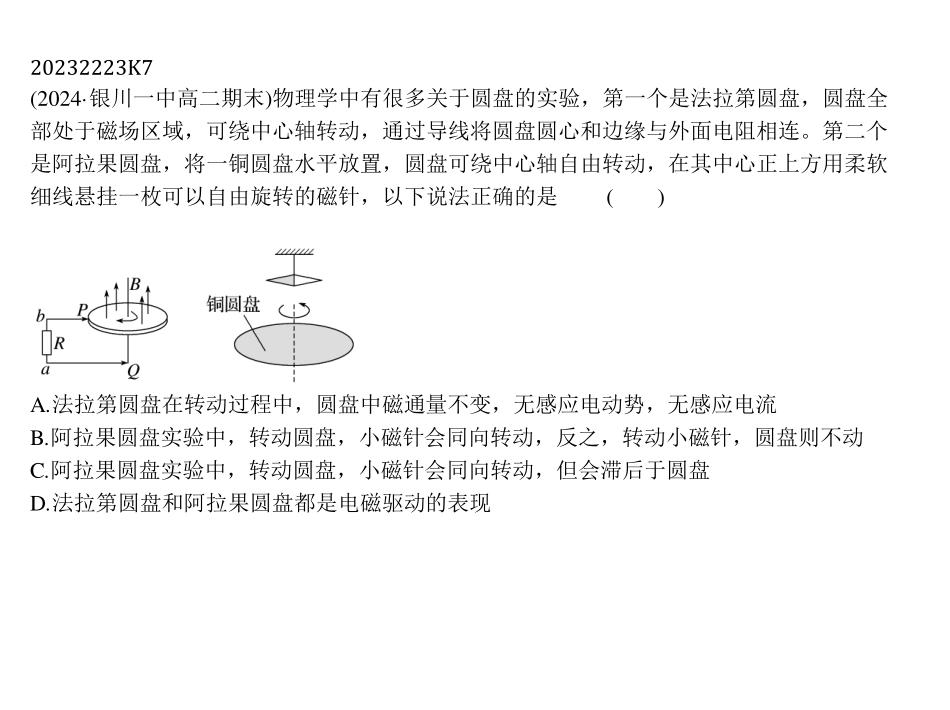 20232223K7
(2024·银川一中高二期末)物理学中有很多关于圆盘的实验，第一个是法拉第圆盘，圆盘全
部处于磁场区域，可绕中心轴转动，通过导线将圆盘圆心和边缘与外面电阻相连。第二个
是阿拉果圆盘，将一铜圆盘水平放置，圆盘可绕中心轴自由转动，在其中心正上方用柔软
细线悬挂一枚可以自由旋转的磁针，以下说法正确的是　　(　　)
B
b
P
R
a
Q
铜圆盘
A.法拉第圆盘在转动过程中，圆盘中磁通量不变，无感应电动势，无感应电流
B.阿拉果圆盘实验中，转动圆盘，小磁针会同向转动，反之，转动小磁针，圆盘则不动
C.阿拉果圆盘实验中，转动圆盘，小磁针会同向转动，但会滞后于圆盘
D.法拉第圆盘和阿拉果圆盘都是电磁驱动的表现